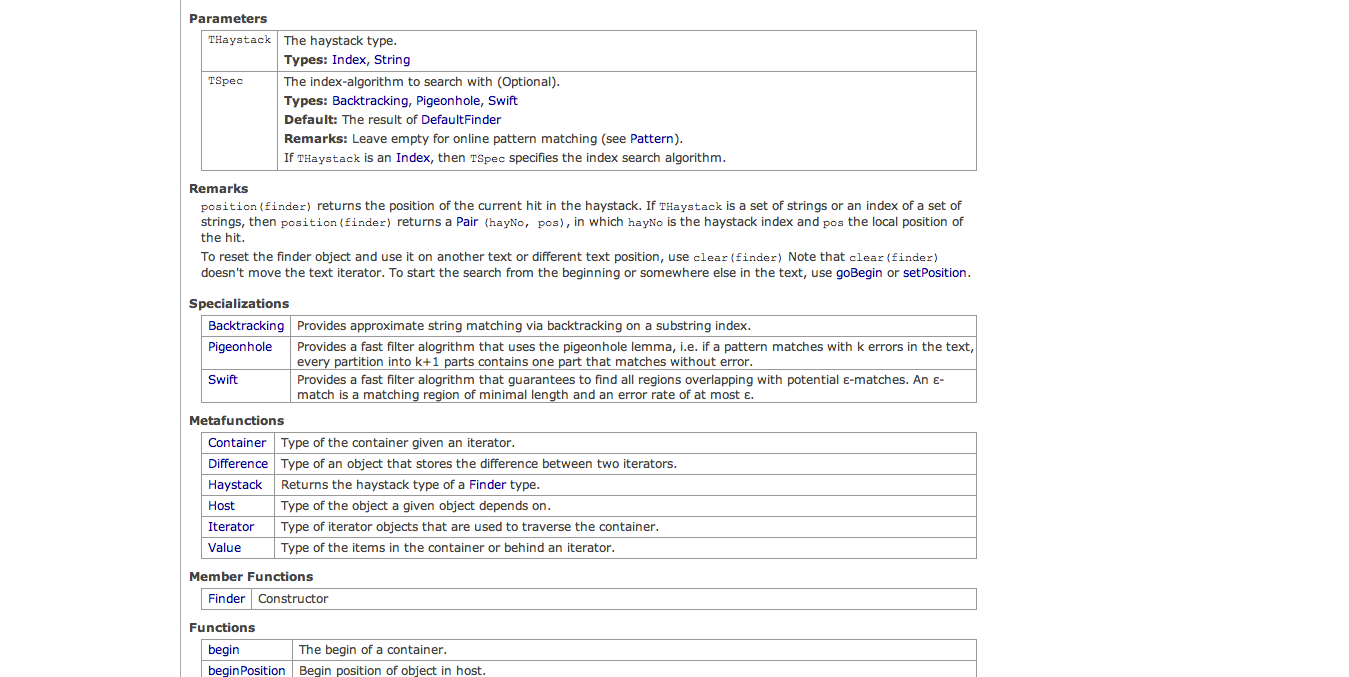 Parameters
THaystack The haystack type.
Types: Index, String
TSpec The index-algorithm to search with (Optional).
Types: Backtracking, Pigeonhole, Swift
Default: The result of DefaultFinder
Remarks: Leave empty for online pattern matching (see Pattern).
If THaystack is an Index, then TSpec specifies the index search algorithm.
Remarks
position(finder) returns the position of the current hit in the haystack. If THaystack is a set of strings or an index of a set of
strings, then position(finder) returns a Pair (hayNo, pos), in which hayNo is the haystack index and pos the local position of
the hit.
To reset the finder object and use it on another text or different text position, use clear(finder) Note that clear(finder)
doesn't move the text iterator. To start the search from the beginning or somewhere else in the text, use goBegin or setPosition.
Specializations
Backtracking Provides approximate string matching via backtracking on a substring index.
Pigeonhole Provides a fast filter alogrithm that uses the pigeonhole lemma, i.e. if a pattern matches with k errors in the text,
every partition into k+1 parts contains one part that matches without error.
Swift Provides a fast filter alogrithm that guarantees to find all regions overlapping with potential ε-matches. An ε-
match is a matching region of minimal length and an error rate of at most ε.
Metafunctions
Container Type of the container given an iterator.
Difference Type of an object that stores the difference between two iterators.
Haystack Returns the haystack type of a Finder type.
Host Type of the object a given object depends on.
Iterator Type of iterator objects that are used to traverse the container.
Value Type of the items in the container or behind an iterator.
Member Functions
Finder Constructor
Functions
begin The begin of a container.
beginPosition Begin position of object in host.